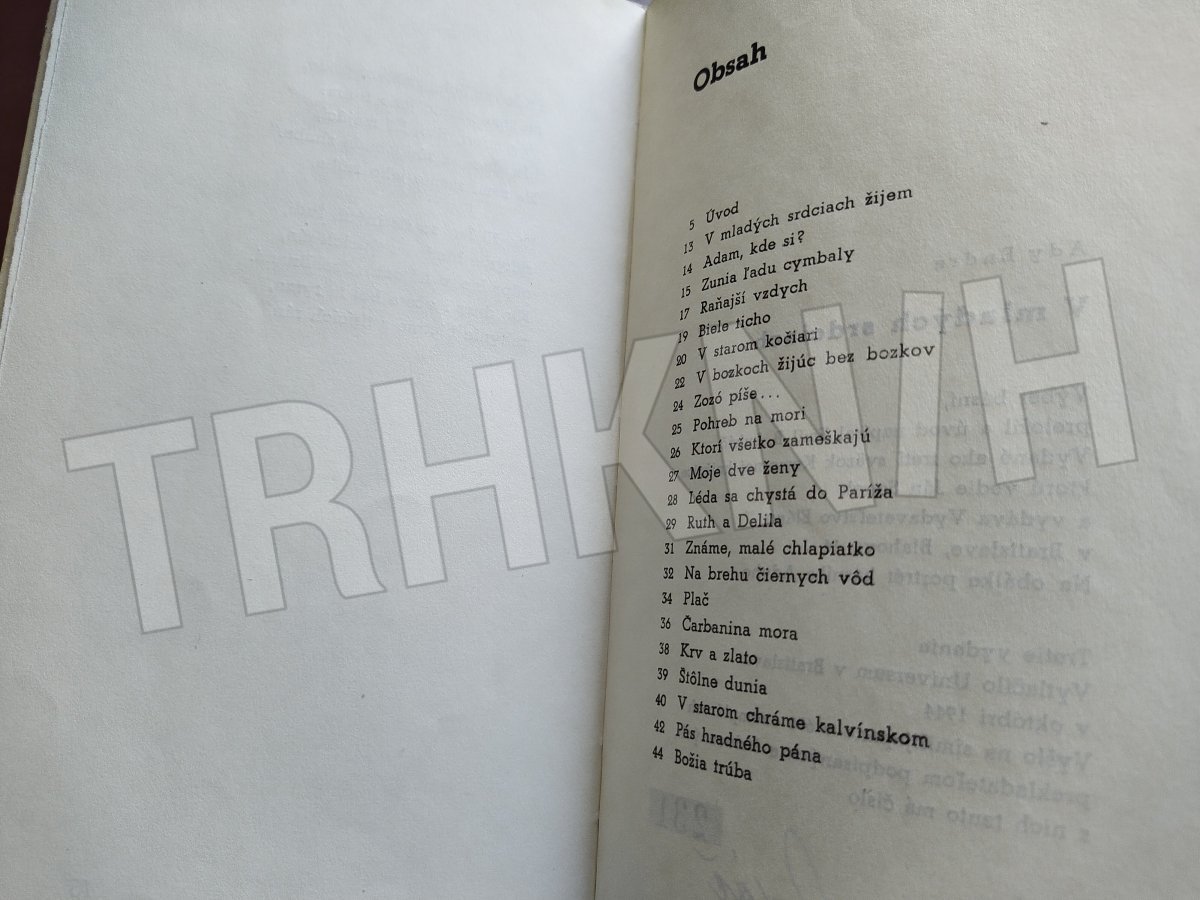 Obsah
5 Úvod
13 V mladých srdciach žijem
14 Adam, kde si?
15 Zunia ľadu cymbaly
17 Raňajší vzdych
19 Biele ticho
20 V starom kočiari
22 V bozkoch žijúc bez bozkov
24 Zozó píše...
25 Pohreb na mori
26 Ktorí všetko zameškajú
27 Moje dve ženy
28 Léda sa chystá do Paríža
29 Ruth a Delila
31 Známe, malé chlapiatko
32 Na brehu čiernych vôd
34 Plač
36 Čarbanina mora
38 Krv a zlato
39 Štôlne dunia
40 V starom chráme kalvínskom
42 Pás hradného pána
44 Božia trúba
TRHKNIH